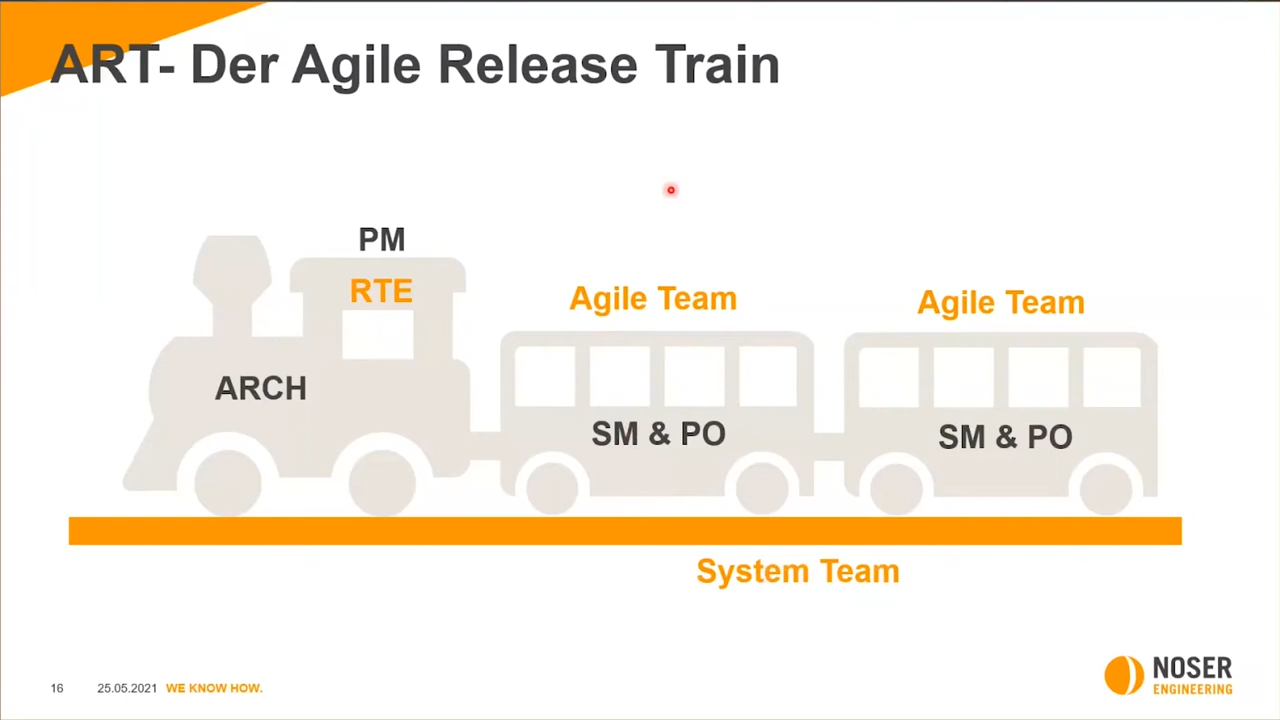 ART- Der Agile Release Train
PM
RTE
Agile Team
Agile Team
ARCH
SM & PO
SM & PO
System Team
16 25.05.2021 WE KNOW HOW.
NOSER
ENGINEERING